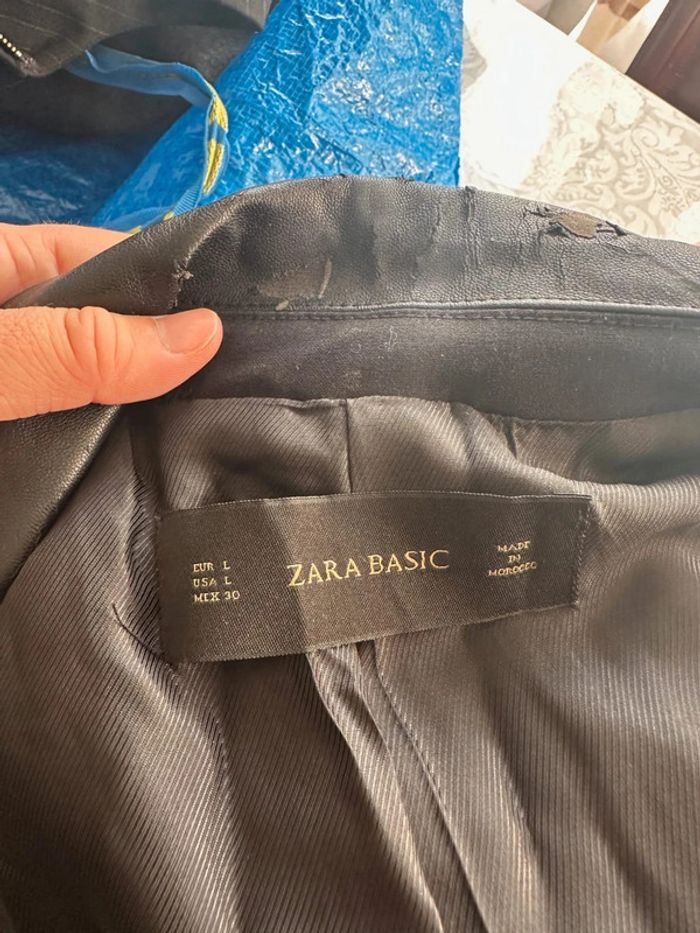 EUR L
USA L
MEX 30
ZARA BASIC
MADE
IN
MOROCCO